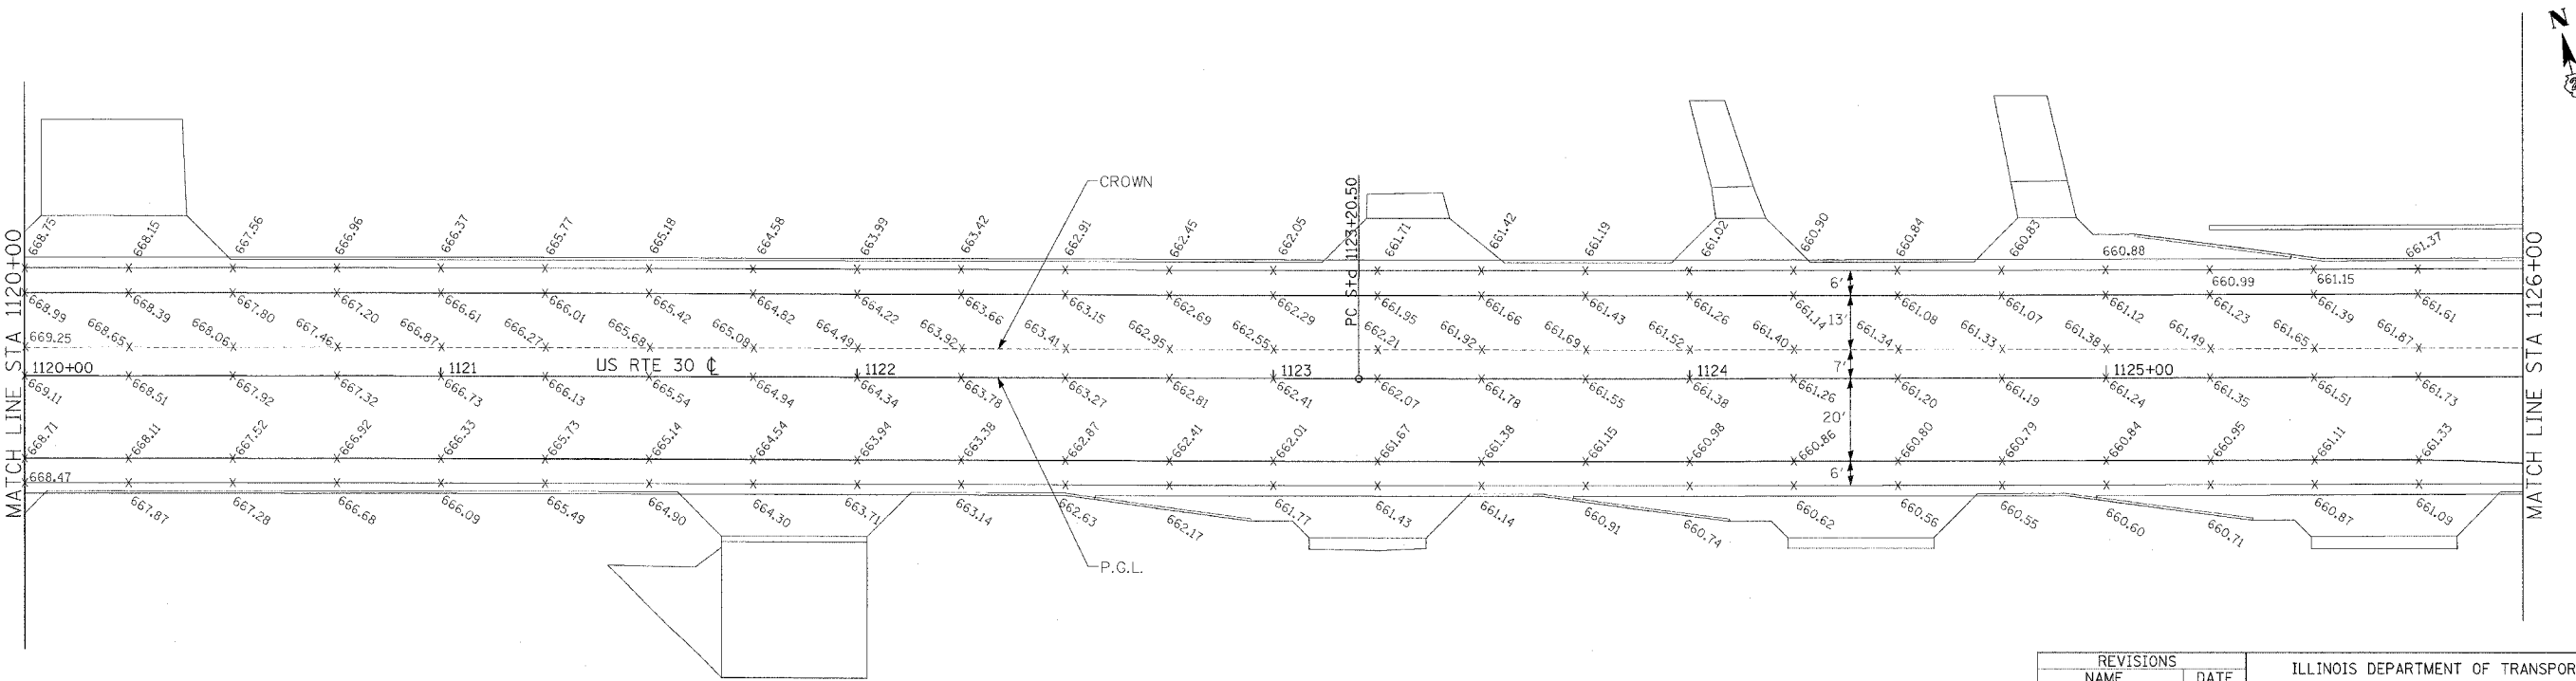 N
CROWN
PC Sta 1123+20.50
MATCH LINE STA 1120+00
MATCH LINE STA 1126+00
668.75 668.15 667.56 666.96 666.37 665.77 665.18 664.58 663.99 663.42 662.91 662.45 662.05 661.71 661.42 661.19 661.02 660.90 660.84 660.83 660.88 660.99 661.15 661.37
6'
668.99 668.39 667.80 667.20 666.61 666.01 665.42 664.82 664.22 663.66 663.15 662.69 662.29 661.95 661.66 661.43 661.26 661.14 661.08 661.07 661.12 661.23 661.39 661.61
13'
669.25 668.65 668.06 667.46 666.87 666.27 665.68 665.09 664.49 663.92 663.41 662.95 662.55 662.21 661.92 661.69 661.52 661.40 661.34 661.33 661.38 661.49 661.65 661.87
7'
1120+00 1121 US RTE 30 ℄ 1122 1123 1124 1125+00
669.11 668.51 667.92 667.32 666.73 666.13 665.54 664.94 664.34 663.78 663.27 662.81 662.41 662.07 661.78 661.55 661.38 661.26 661.20 661.19 661.24 661.35 661.51 661.73
20'
668.71 668.11 667.52 666.92 666.33 665.73 665.14 664.54 663.94 663.38 662.87 662.41 662.01 661.67 661.38 661.15 660.98 660.86 660.80 660.79 660.84 660.95 661.11 661.33
6'
668.47 667.87 667.28 666.68 666.09 665.49 664.90 664.30 663.71 663.14 662.63 662.17 661.77 661.43 661.14 660.91 660.74 660.62 660.56 660.55 660.60 660.71 660.87 661.09
P.G.L.
REVISIONS
NAME DATE
ILLINOIS DEPARTMENT OF TRANSPOR